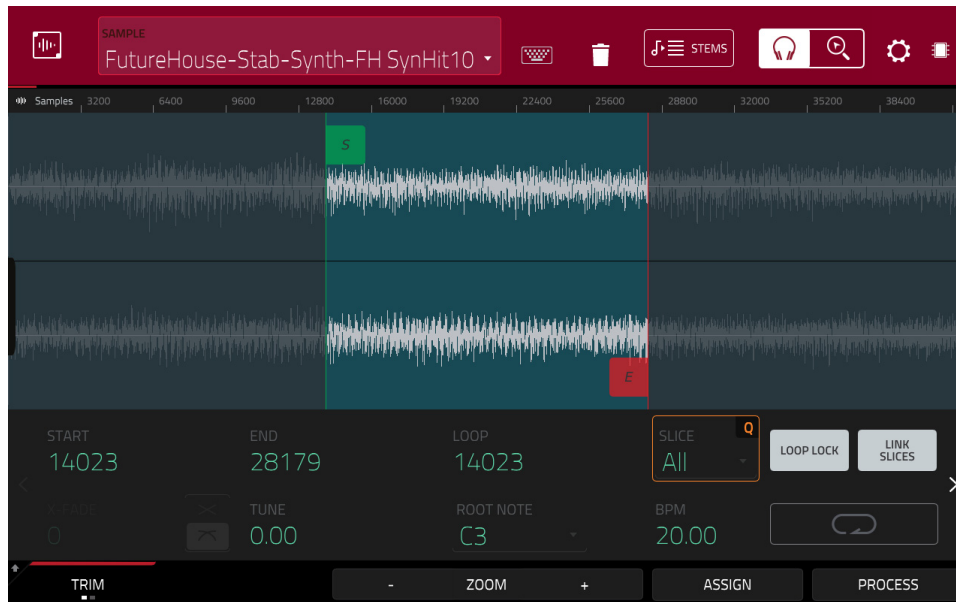 SAMPLE
FutureHouse-Stab-Synth-FH SynHit10
STEMS
Samples 3200 6400 9600 12800 16000 19200 22400 25600 28800 32000 35200 38400
S
E
START END LOOP SLICE Q
14023 28179 14023 All
LOOP LOCK LINK SLICES
X-FADE TUNE ROOT NOTE BPM
0 0.00 C3 20.00
TRIM - ZOOM + ASSIGN PROCESS